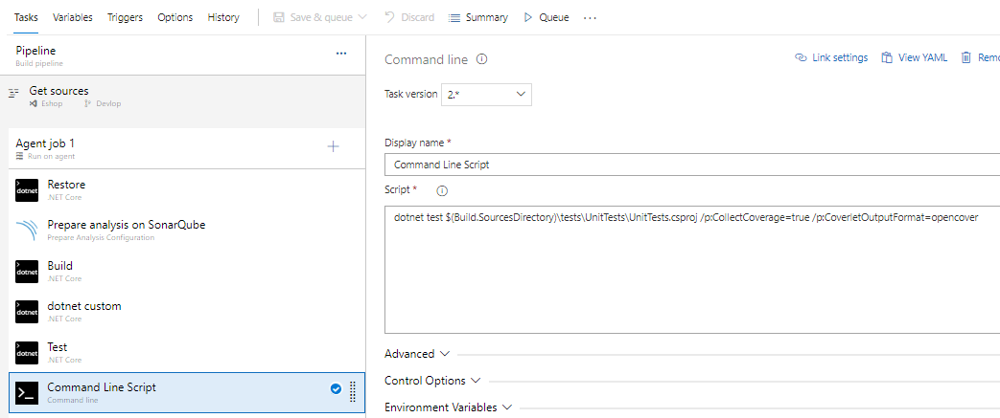 Tasks Variables Triggers Options History Save & queue Discard Summary Queue ...
Pipeline
Build pipeline
Get sources
Eshop Devlop
Agent job 1
Run on agent
Restore
.NET Core
Prepare analysis on SonarQube
Prepare Analysis Configuration
Build
.NET Core
dotnet custom
.NET Core
Test
.NET Core
Command Line Script
Command line
dotnet
dotnet
dotnet
dotnet
Command line
Link settings View YAML Remo
Task version 2.*
Display name *
Command Line Script
Script *
dotnet test $(Build.SourcesDirectory)\tests\UnitTests\UnitTests.csproj /p:CollectCoverage=true /p:CoverletOutputFormat=opencover
Advanced
Control Options
Environment Variables